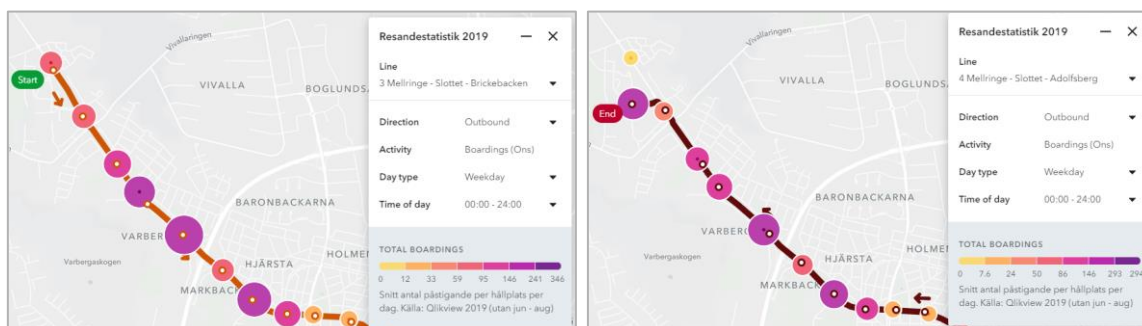 Vivallaringen
VIVALLA
BOGLUNDSA
Start
BARONBACKARNA
VARBER
Varbergaskogen
HJÄRSTA
HOLME
MARKBAC
Resandestatistik 2019
Line
3 Mellringe - Slottet - Brickebacken
Direction Outbound
Activity Boardings (Ons)
Day type Weekday
Time of day 00:00 - 24:00
TOTAL BOARDINGS
0 12 33 59 95 146 241 346
Snitt antal påstigande per hållplats per
dag. Källa: Qlikview 2019 (utan jun - aug)
Vivallaringen
VIVALLA
BOGLUNDSA
End
BARONBACKARNA
VARBERG
Varbergaskogen
HJÄRSTA
HOLMEN
MARKBACK
Resandestatistik 2019
Line
4 Mellringe - Slottet - Adolfsberg
Direction Outbound
Activity Boardings (Ons)
Day type Weekday
Time of day 00:00 - 24:00
TOTAL BOARDINGS
0 7.6 24 50 86 146 293 294
Snitt antal påstigande per hållplats per
dag. Källa: Qlikview 2019 (utan jun - aug)